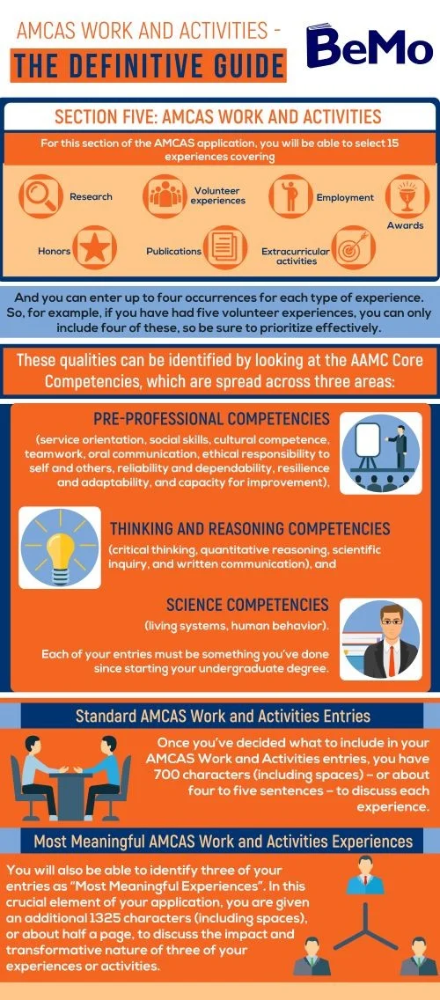 AMCAS WORK AND ACTIVITIES -
THE DEFINITIVE GUIDE
BeMo
SECTION FIVE: AMCAS WORK AND ACTIVITIES
For this section of the AMCAS application, you will be able to select 15
experiences covering
Research
Volunteer
experiences
Employment
Awards
Honors
Publications
Extracurricular
activities
And you can enter up to four occurrences for each type of experience.
So, for example, if you have had five volunteer experiences, you can only
include four of these, so be sure to prioritize effectively.
These qualities can be identified by looking at the AAMC Core
Competencies, which are spread across three areas:
PRE-PROFESSIONAL COMPETENCIES
(service orientation, social skills, cultural competence,
teamwork, oral communication, ethical responsibility to
self and others, reliability and dependability, resilience
and adaptability, and capacity for improvement),
THINKING AND REASONING COMPETENCIES
(critical thinking, quantitative reasoning, scientific
inquiry, and written communication), and
SCIENCE COMPETENCIES
(living systems, human behavior).
Each of your entries must be something you've done
since starting your undergraduate degree.
Standard AMCAS Work and Activities Entries
Once you've decided what to include in your
AMCAS Work and Activities entries, you have
700 characters (including spaces) – or about
four to five sentences – to discuss each
experience.
Most Meaningful AMCAS Work and Activities Experiences
You will also be able to identify three of your
entries as "Most Meaningful Experiences". In this
crucial element of your application, you are given
an additional 1325 characters (including spaces),
or about half a page, to discuss the impact and
transformative nature of three of your
experiences or activities.